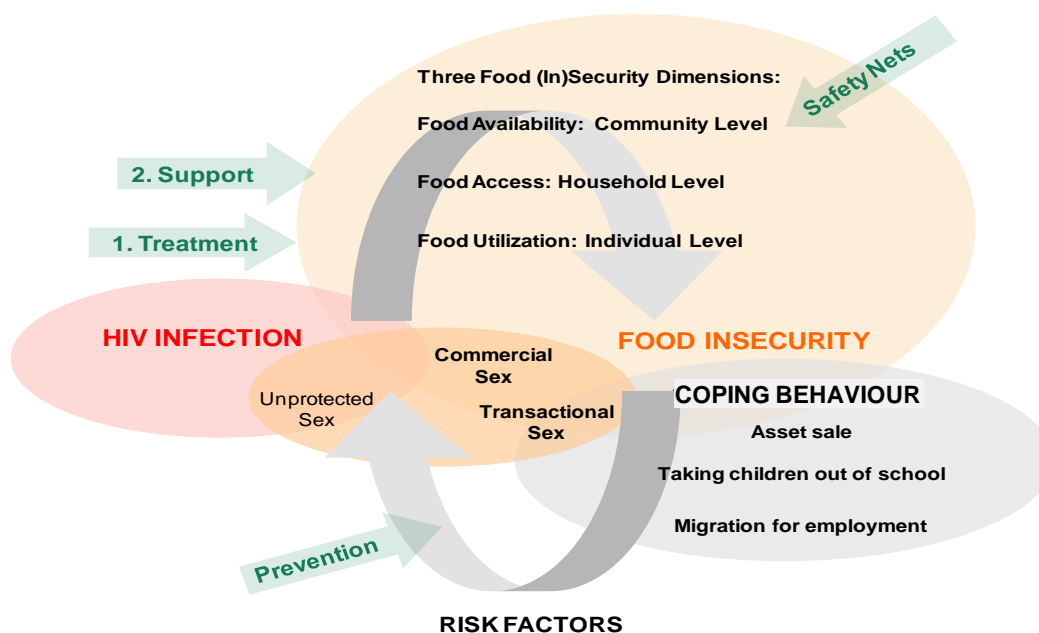 Three Food (In)Security Dimensions:
Safety Nets
Food Availability: Community Level
2. Support
Food Access: Household Level
1. Treatment
Food Utilization: Individual Level
HIV INFECTION
FOOD INSECURITY
Commercial
Sex
Unprotected
Sex
Transactional
Sex
COPING BEHAVIOUR
Asset sale
Taking children out of school
Migration for employment
Prevention
RISK FACTORS